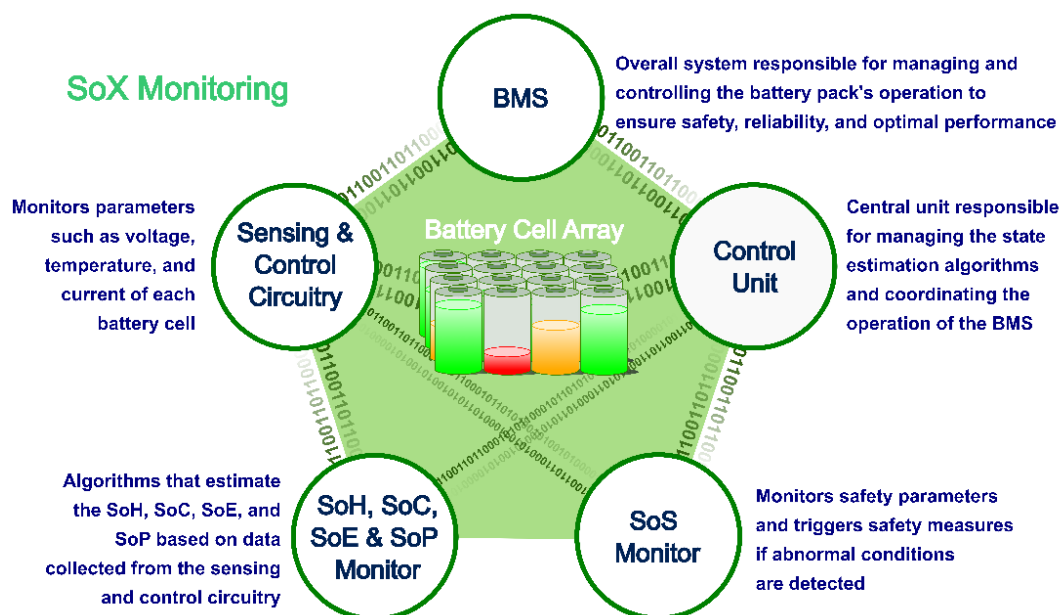 SoX Monitoring
BMS
Overall system responsible for managing and
controlling the battery pack's operation to
ensure safety, reliability, and optimal performance
Monitors parameters
such as voltage,
temperature, and
current of each
battery cell
Sensing &
Control
Circuitry
Battery Cell Array
Control
Unit
Central unit responsible
for managing the state
estimation algorithms
and coordinating the
operation of the BMS
Algorithms that estimate
the SoH, SoC, SoE, and
SoP based on data
collected from the sensing
and control circuitry
SoH, SoC,
SoE & SoP
Monitor
SoS
Monitor
Monitors safety parameters
and triggers safety measures
if abnormal conditions
are detected